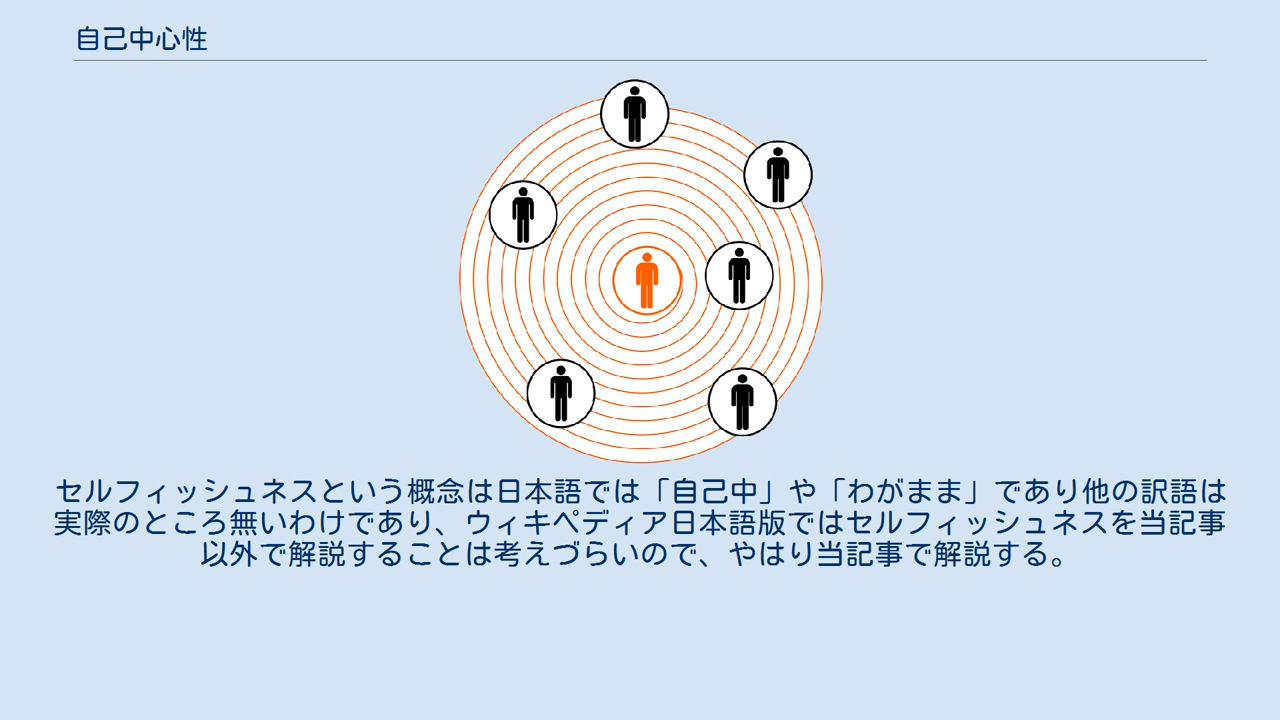 自己中心性
セルフィッシュネスという概念は日本語では「自己中」や「わがまま」であり他の訳語は
実際のところ無いわけであり、ウィキペディア日本語版ではセルフィッシュネスを当記事
以外で解説することは考えづらいので、やはり当記事で解説する。